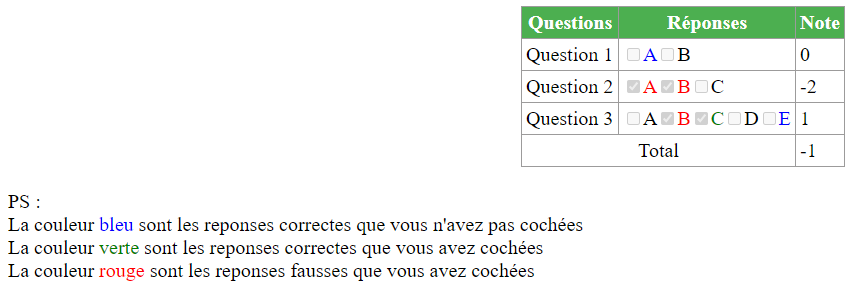 Questions Réponses Note
Question 1 A B 0
Question 2 A B C -2
Question 3 A B C D E 1
Total -1
PS :
La couleur bleu sont les reponses correctes que vous n'avez pas cochées
La couleur verte sont les reponses correctes que vous avez cochées
La couleur rouge sont les reponses fausses que vous avez cochées